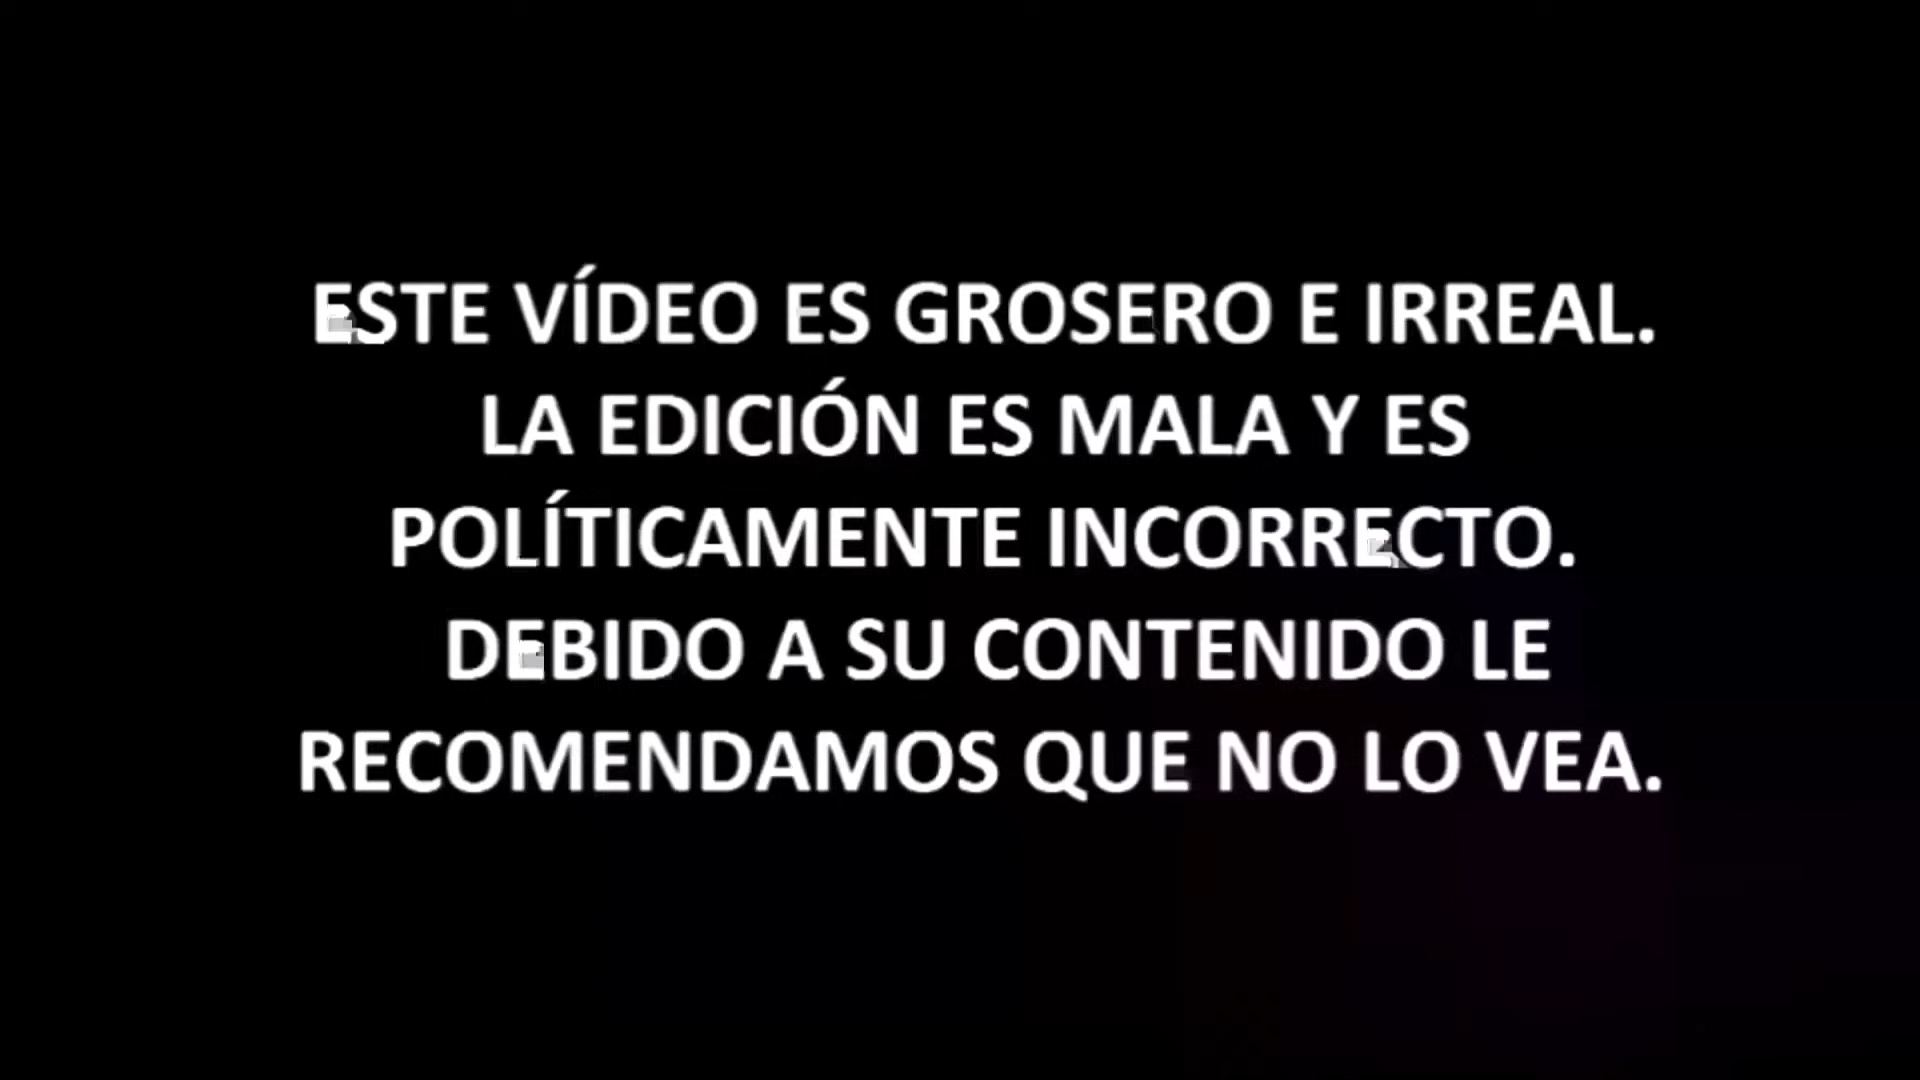 ESTE VÍDEO ES GROSERO E IRREAL.
LA EDICIÓN ES MALA Y ES
POLÍTICAMENTE INCORRECTO.
DEBIDO A SU CONTENIDO LE
RECOMENDAMOS QUE NO LO VEA.